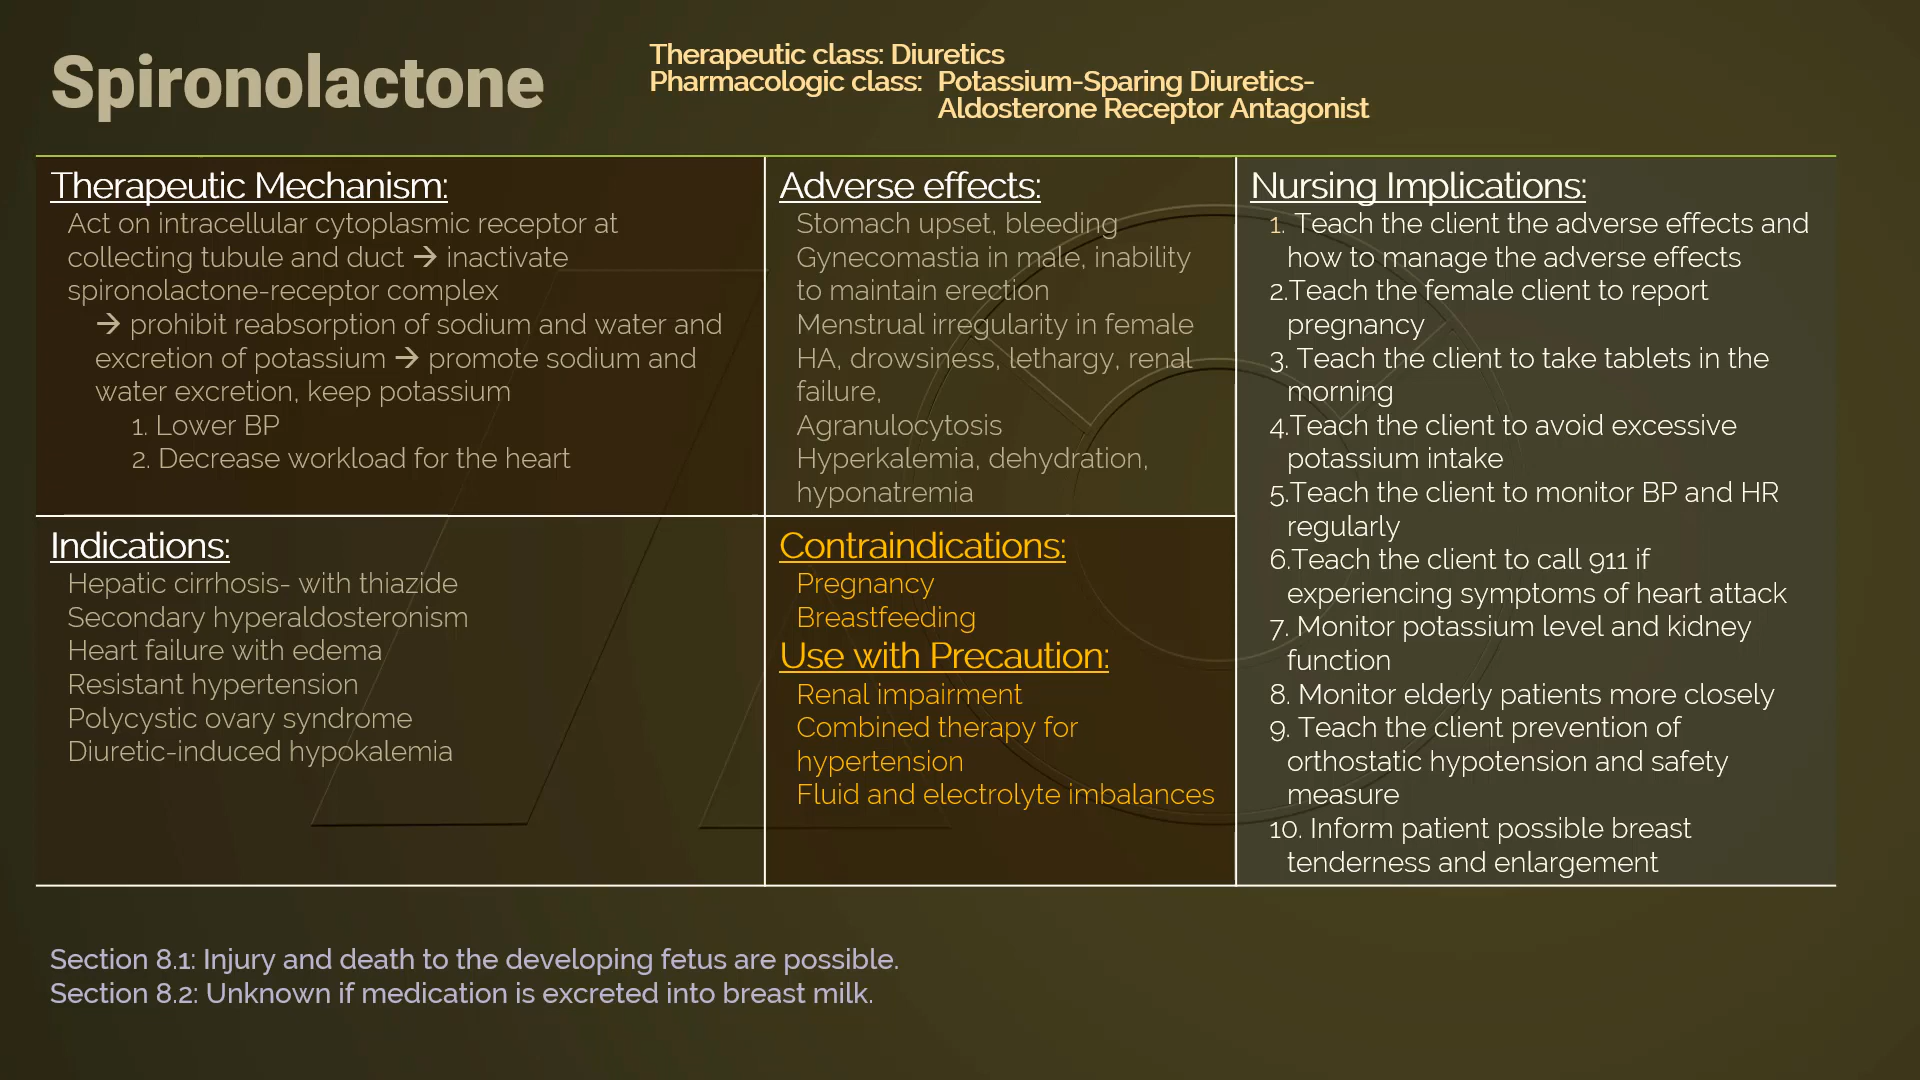 Spironolactone
Therapeutic class: Diuretics
Pharmacologic class: Potassium-Sparing Diuretics-
Aldosterone Receptor Antagonist
Therapeutic Mechanism:
Act on intracellular cytoplasmic receptor at
collecting tubule and duct → inactivate
spironolactone-receptor complex
→ prohibit reabsorption of sodium and water and
excretion of potassium → promote sodium and
water excretion, keep potassium
1. Lower BP
2. Decrease workload for the heart
Adverse effects:
Stomach upset, bleeding
Gynecomastia in male, inability
to maintain erection
Menstrual irregularity in female
HA, drowsiness, lethargy, renal
failure,
Agranulocytosis
Hyperkalemia, dehydration,
hyponatremia
Nursing Implications:
1. Teach the client the adverse effects and
how to manage the adverse effects
2.Teach the female client to report
pregnancy
3. Teach the client to take tablets in the
morning
4.Teach the client to avoid excessive
potassium intake
5.Teach the client to monitor BP and HR
regularly
6.Teach the client to call 911 if
experiencing symptoms of heart attack
7. Monitor potassium level and kidney
function
8. Monitor elderly patients more closely
9. Teach the client prevention of
orthostatic hypotension and safety
measure
10. Inform patient possible breast
tenderness and enlargement
Indications:
Hepatic cirrhosis- with thiazide
Secondary hyperaldosteronism
Heart failure with edema
Resistant hypertension
Polycystic ovary syndrome
Diuretic-induced hypokalemia
Contraindications:
Pregnancy
Breastfeeding
Use with Precaution:
Renal impairment
Combined therapy for
hypertension
Fluid and electrolyte imbalances
Section 8.1: Injury and death to the developing fetus are possible.
Section 8.2: Unknown if medication is excreted into breast milk.